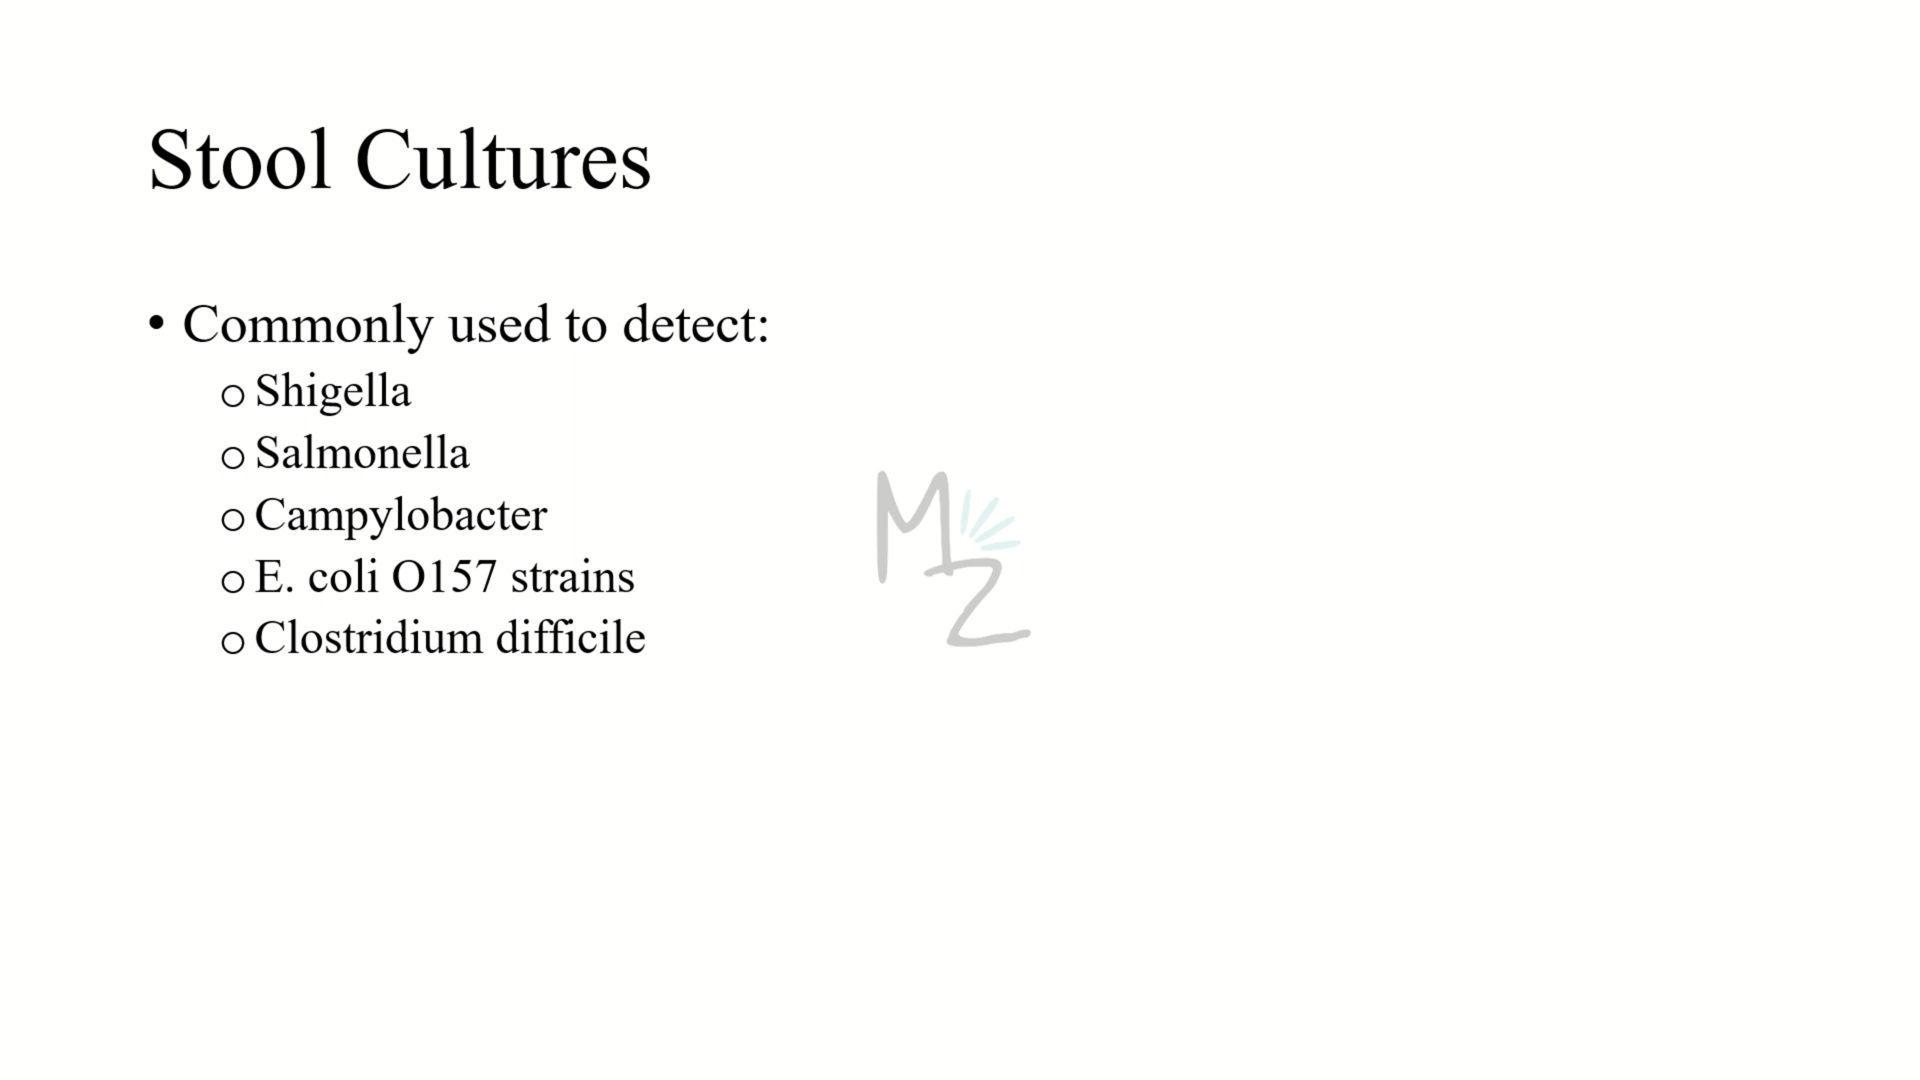 Stool Cultures
• Commonly used to detect:
o Shigella
o Salmonella
o Campylobacter
o E. coli O157 strains
o Clostridium difficile
MZ